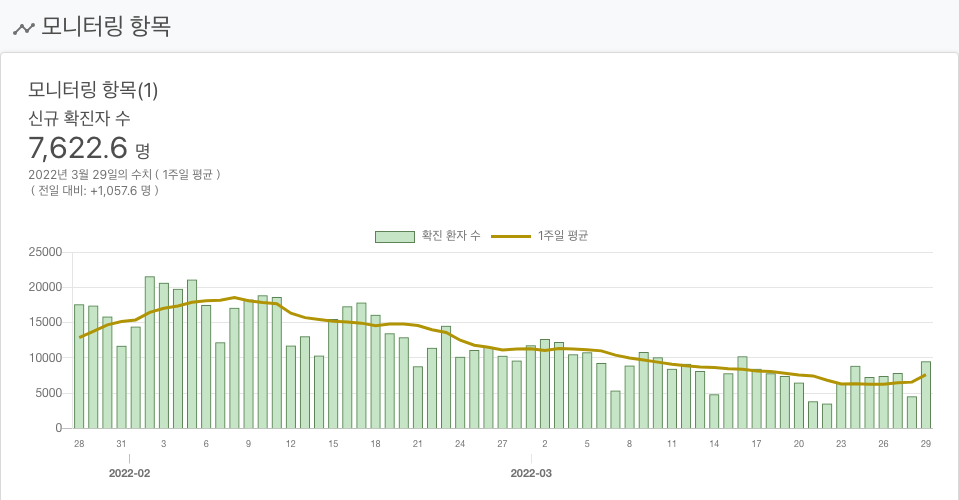 모니터링 항목
모니터링 항목(1)
신규 확진자 수
7,622.6 명
2022년 3월 29일의 수치 ( 1주일 평균 )
( 전일 대비: +1,057.6 명 )
확진 환자 수 1주일 평균
25000
20000
15000
10000
5000
0
28 31 3 6 9 12 15 18 21 24 27 2 5 8 11 14 17 20 23 26 29
2022-02 2022-03